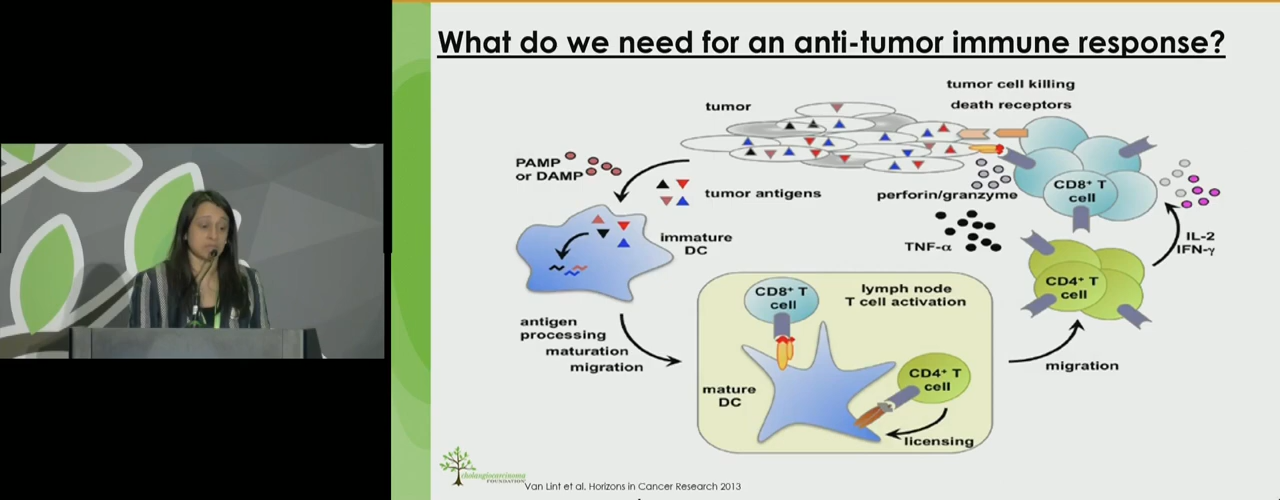 What do we need for an anti-tumor immune response?
tumor cell killing
death receptors
tumor
PAMP
or DAMP
tumor antigens
perforin/granzyme
CD8+ T
cell
immature
DC
TNF-α
IL-2
IFN-γ
CD4+ T
cell
CD8+ T
cell
lymph node
T cell activation
antigen
processing
maturation
migration
mature
DC
CD4+ T
cell
licensing
migration
cholangiocarcinoma
FOUNDATION
Van Lint et al. Horizons in Cancer Research 2013